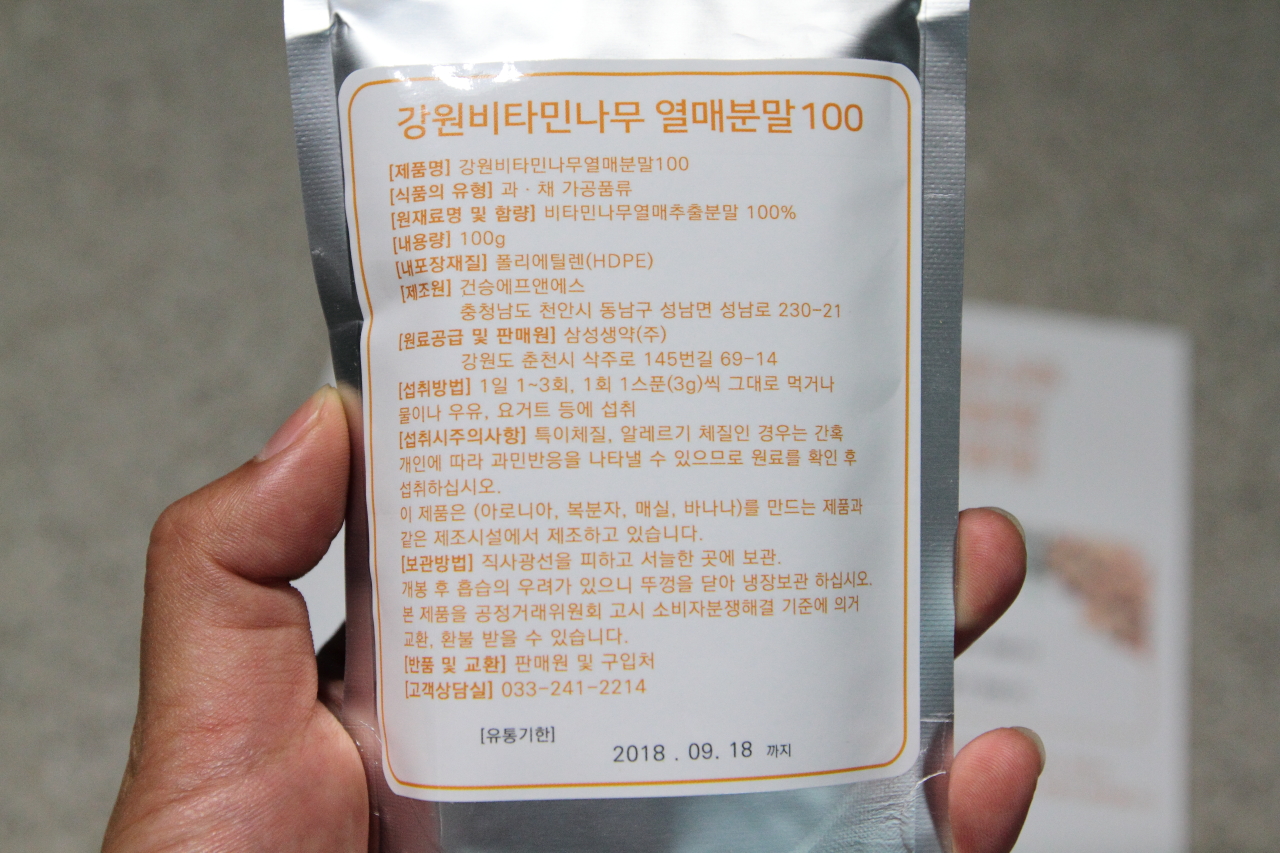 강원비타민나무 열매분말100
[제품명] 강원비타민나무열매분말100
[식품의 유형] 과 · 채 가공품류
[원재료명 및 함량] 비타민나무열매추출분말 100%
[내용량] 100g
[내포장재질] 폴리에틸렌(HDPE)
[제조원] 건승에프앤에스
충청남도 천안시 동남구 성남면 성남로 230-21
[원료공급 및 판매원] 삼성생약(주)
강원도 춘천시 삭주로 145번길 69-14
[섭취방법] 1일 1~3회, 1회 1스푼(3g)씩 그대로 먹거나
물이나 우유, 요거트 등에 섭취
[섭취시주의사항] 특이체질, 알레르기 체질인 경우는 간혹
개인에 따라 과민반응을 나타낼 수 있으므로 원료를 확인 후
섭취하십시오.
이 제품은 (아로니아, 복분자, 매실, 바나나)를 만드는 제품과
같은 제조시설에서 제조하고 있습니다.
[보관방법] 직사광선을 피하고 서늘한 곳에 보관.
개봉 후 흡습의 우려가 있으니 뚜껑을 닫아 냉장보관 하십시오.
본 제품을 공정거래위원회 고시 소비자분쟁해결 기준에 의거
교환, 환불 받을 수 있습니다.
[반품 및 교환] 판매원 및 구입처
[고객상담실] 033-241-2214
[유통기한]
2018 . 09. 18 까지